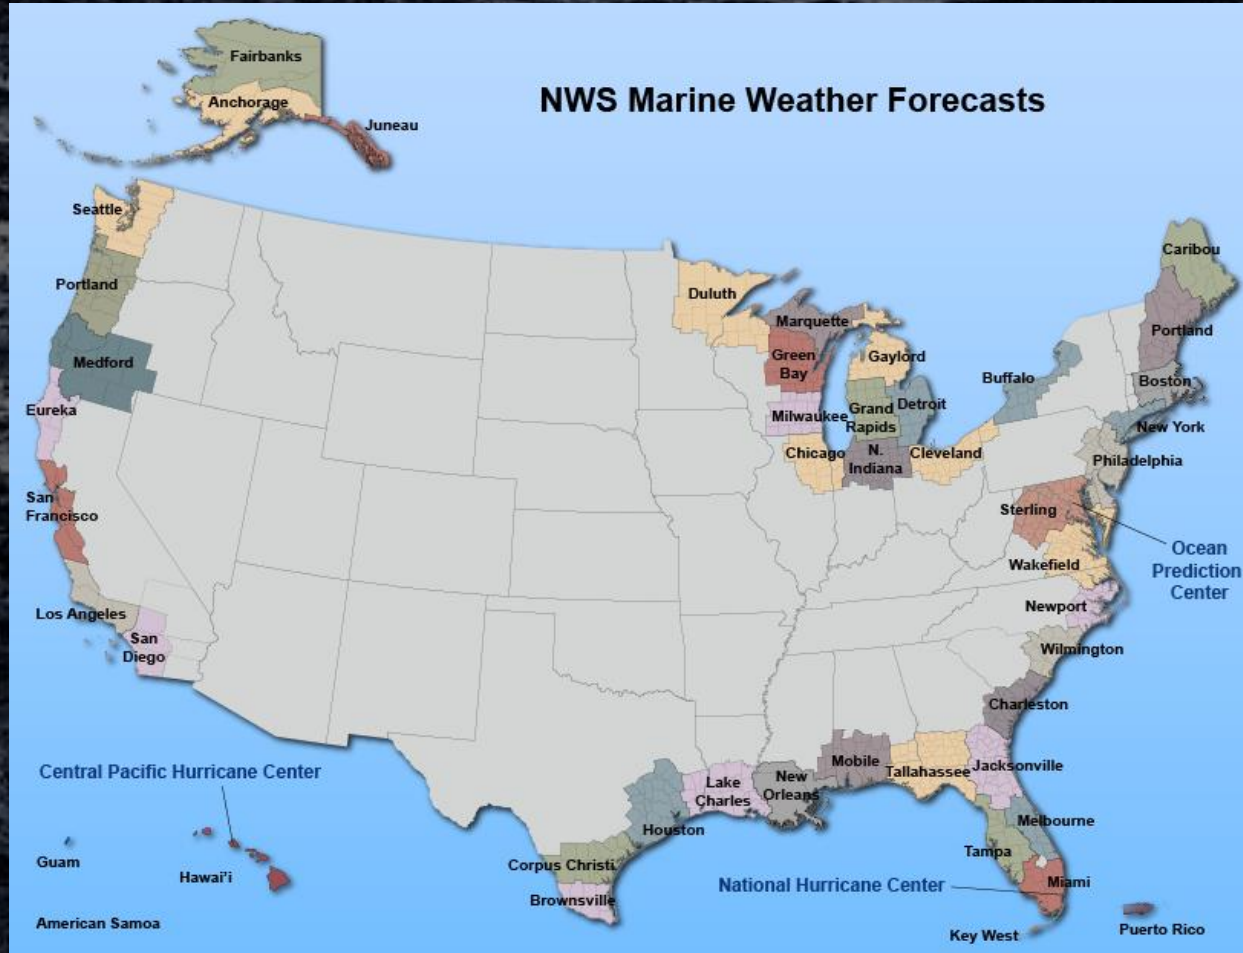 NWS Marine Weather Forecasts
Fairbanks
Anchorage
Juneau
Seattle
Portland
Medford
Eureka
San
Francisco
Los Angeles
San
Diego
Duluth
Marquette
Green
Bay
Gaylord
Milwaukee
Grand
Rapids
Detroit
Chicago
N.
Indiana
Cleveland
Buffalo
Caribou
Portland
Boston
New York
Philadelphia
Sterling
Ocean
Prediction
Center
Wakefield
Newport
Wilmington
Charleston
Jacksonville
Tallahassee
Mobile
New
Orleans
Lake
Charles
Houston
Corpus Christi
Brownsville
Melbourne
Tampa
Miami
National Hurricane Center
Key West
Puerto Rico
Central Pacific Hurricane Center
Guam
Hawai'i
American Samoa